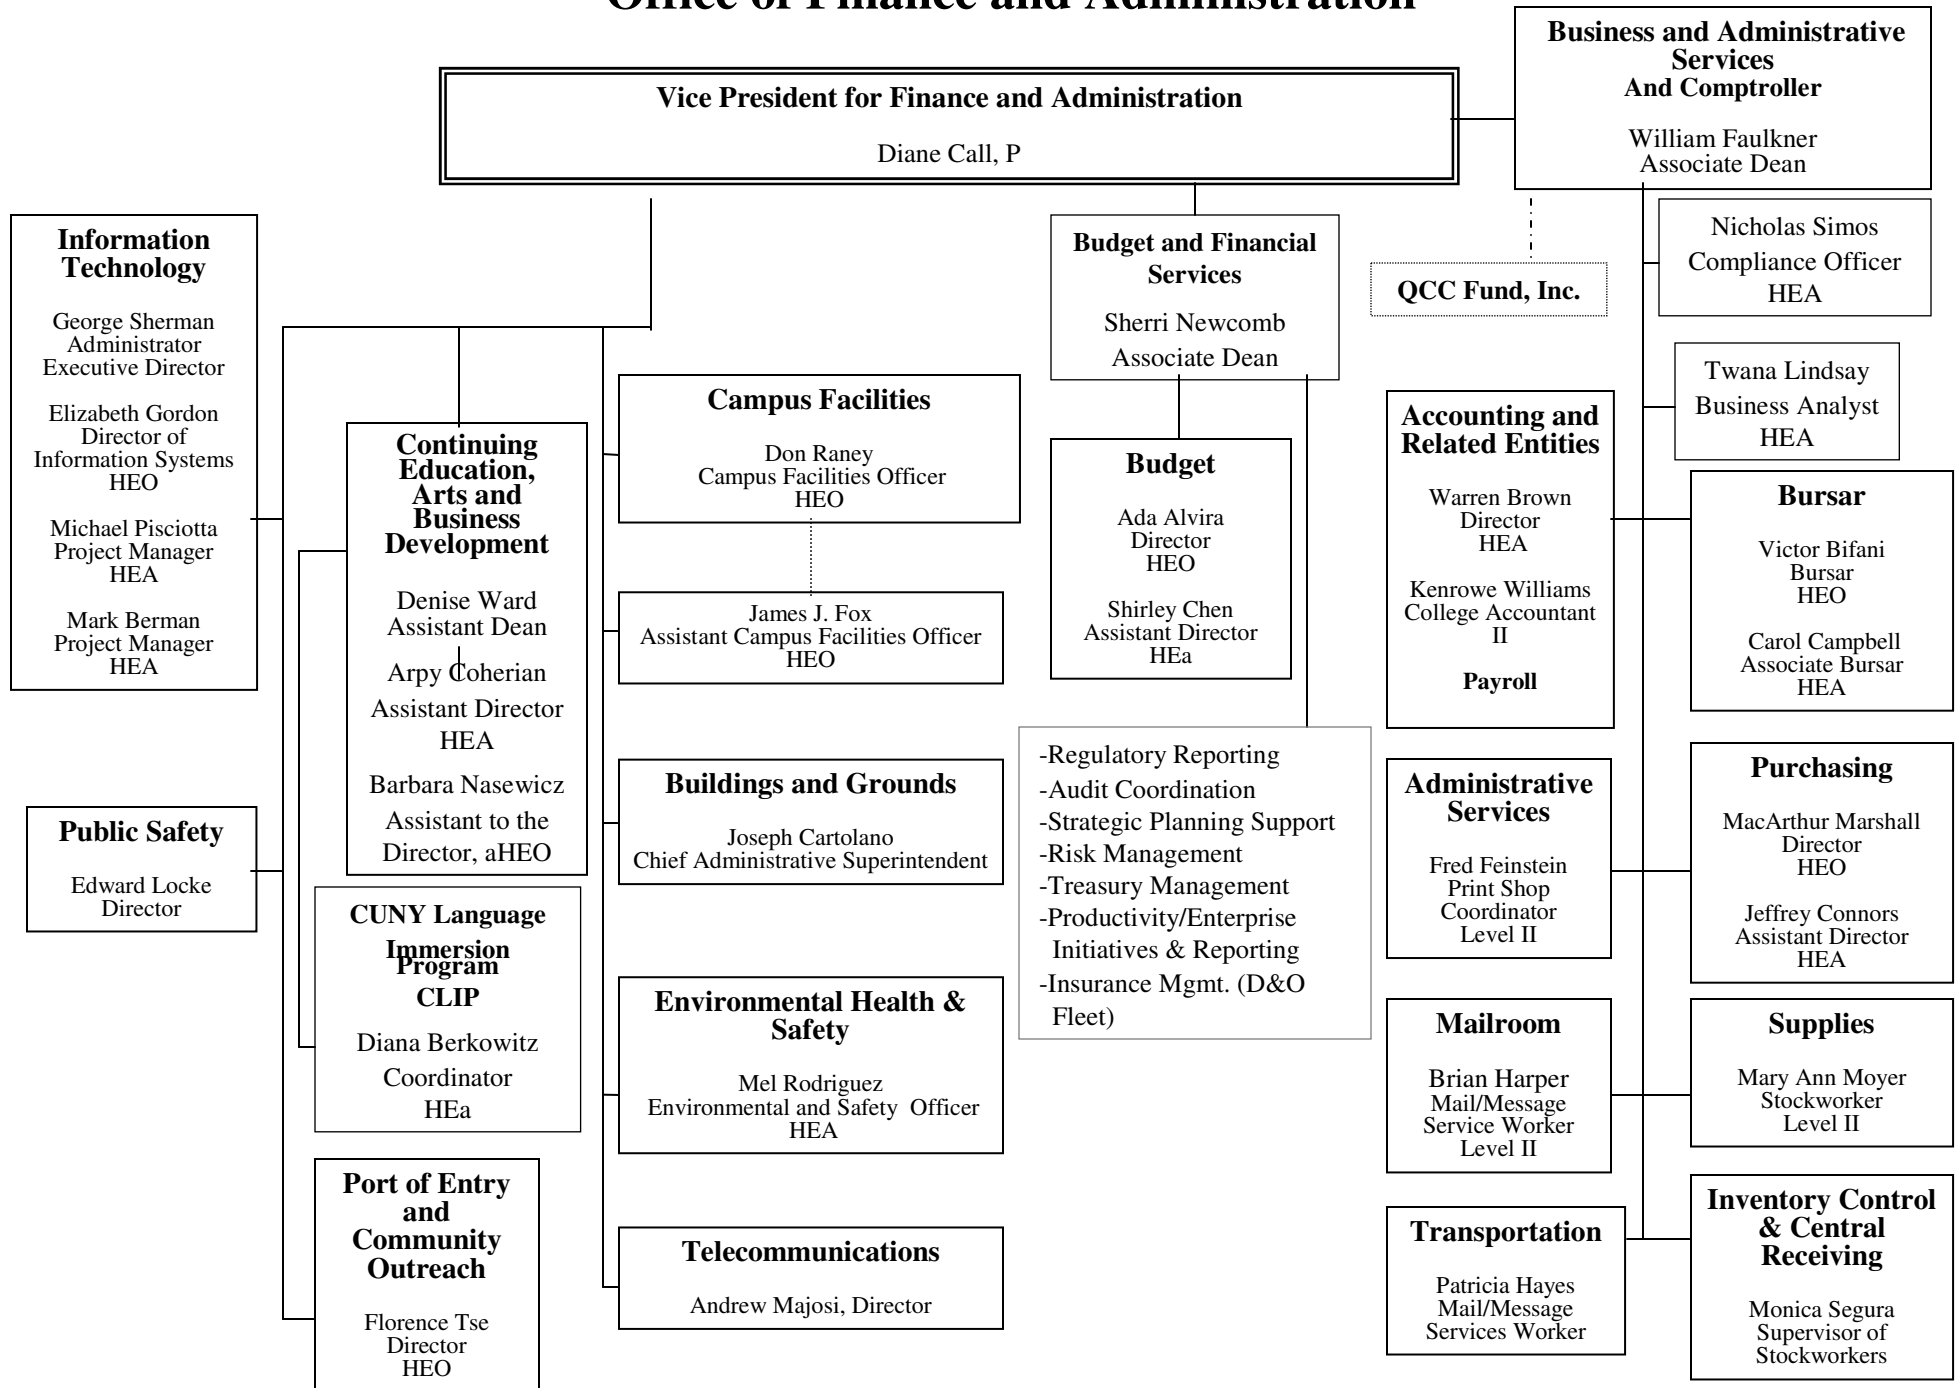 Office of Finance and Administration
Business and Administrative
Services
And Comptroller
William Faulkner
Associate Dean
Vice President for Finance and Administration
Diane Call, P
Information
Technology
George Sherman
Administrator
Executive Director
Elizabeth Gordon
Director of
Information Systems
HEO
Michael Pisciotta
Project Manager
HEA
Mark Berman
Project Manager
HEA
Public Safety
Edward Locke
Director
Continuing
Education,
Arts and
Business
Development
Denise Ward
Assistant Dean
Arpy Coherian
Assistant Director
HEA
Barbara Nasewicz
Assistant to the
Director, aHEO
CUNY Language
Immersion
Program
CLIP
Diana Berkowitz
Coordinator
HEa
Port of Entry
and
Community
Outreach
Florence Tse
Director
HEO
Campus Facilities
Don Raney
Campus Facilities Officer
HEO
James J. Fox
Assistant Campus Facilities Officer
HEO
Buildings and Grounds
Joseph Cartolano
Chief Administrative Superintendent
Environmental Health &
Safety
Mel Rodriguez
Environmental and Safety  Officer
HEA
Telecommunications
Andrew Majosi, Director
Budget and Financial
Services
Sherri Newcomb
Associate Dean
Budget
Ada Alvira
Director
HEO
Shirley Chen
Assistant Director
HEa
-Regulatory Reporting
-Audit Coordination
-Strategic Planning Support
-Risk Management
-Treasury Management
-Productivity/Enterprise
Initiatives & Reporting
-Insurance Mgmt. (D&O
Fleet)
QCC Fund, Inc.
Nicholas Simos
Compliance Officer
HEA
Twana Lindsay
Business Analyst
HEA
Accounting and
Related Entities
Warren Brown
Director
HEA
Kenrowe Williams
College Accountant
II
Payroll
Bursar
Victor Bifani
Bursar
HEO
Carol Campbell
Associate Bursar
HEA
Administrative
Services
Fred Feinstein
Print Shop
Coordinator
Level II
Purchasing
MacArthur Marshall
Director
HEO
Jeffrey Connors
Assistant Director
HEA
Mailroom
Brian Harper
Mail/Message
Service Worker
Level II
Supplies
Mary Ann Moyer
Stockworker
Level II
Transportation
Patricia Hayes
Mail/Message
Services Worker
Inventory Control
& Central
Receiving
Monica Segura
Supervisor of
Stockworkers